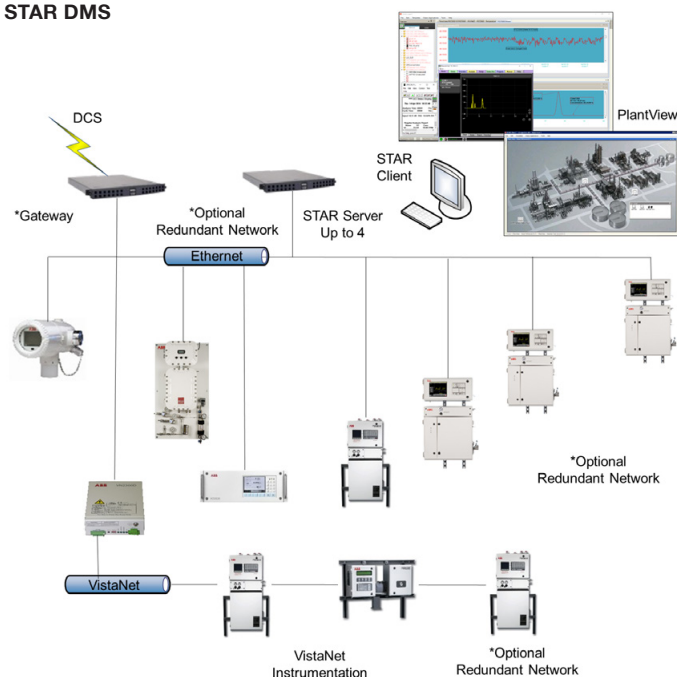 STAR DMS
DCS
PlantView
STAR
Client
*Gateway
*Optional
Redundant Network
STAR Server
Up to 4
Ethernet
*Optional
Redundant Network
ABB
VistaNet
VistaNet
Instrumentation
*Optional
Redundant Network